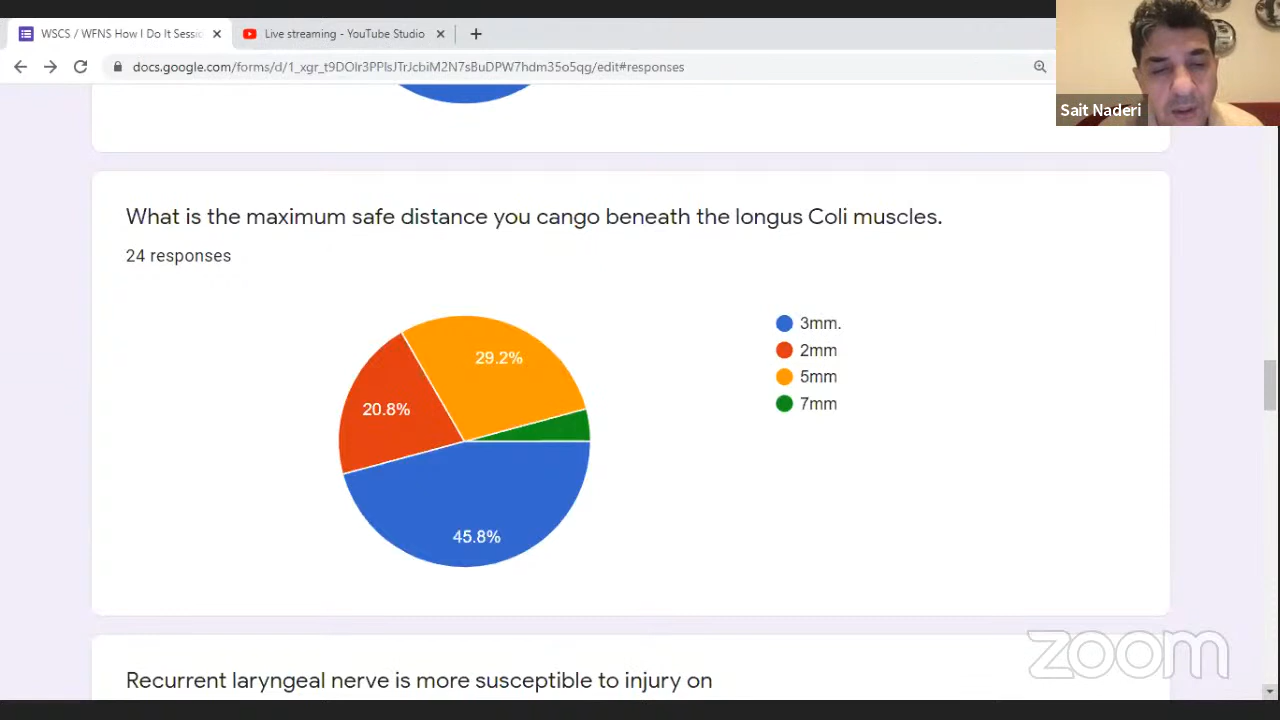 WSCS / WFNS How I Do It Sessi
Live streaming - YouTube Studio
docs.google.com/forms/d/1_xgr_t9DOlr3PPlsJTrJcbiM2N7sBuDPW7hdm35o5qg/edit#responses
Sait Naderi
What is the maximum safe distance you cango beneath the longus Coli muscles.
24 responses
3mm.
2mm
5mm
7mm
29.2%
20.8%
45.8%
zoom
Recurrent laryngeal nerve is more susceptible to injury on